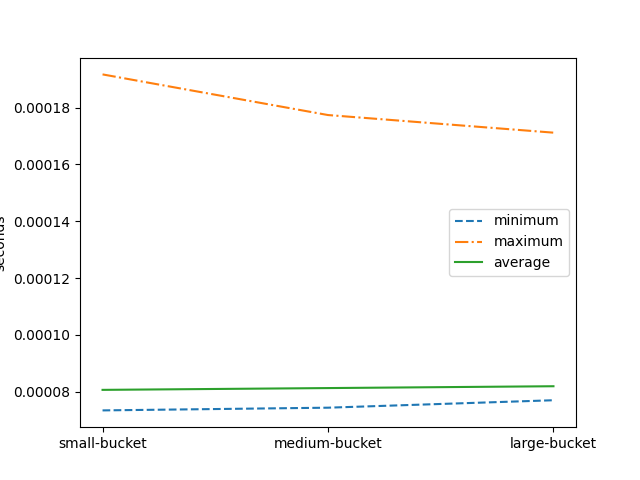 0.00018
0.00016
0.00014
0.00012
0.00010
0.00008
seconds
small-bucket
medium-bucket
large-bucket
minimum
maximum
average